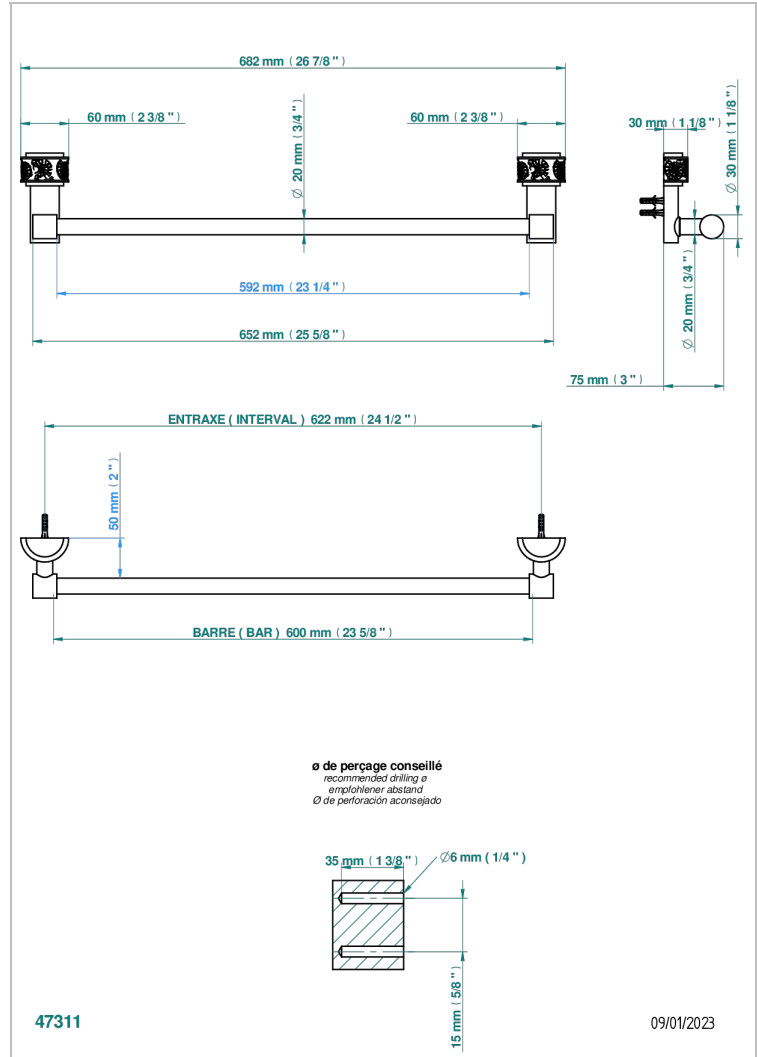 682 mm ( 26 7/8 " )
60 mm ( 2 3/8 " )
Ø 20 mm ( 3/4 " )
60 mm ( 2 3/8 " )
30 mm ( 1 1/8 " )
Ø 30 mm ( 1 1/8 " )
592 mm ( 23 1/4 " )
652 mm ( 25 5/8 " )
Ø 20 mm ( 3/4 " )
75 mm ( 3 " )
ENTRAXE ( INTERVAL ) 622 mm ( 24 1/2 " )
50 mm ( 2 " )
BARRE ( BAR ) 600 mm ( 23 5/8 " )
ø de perçage conseillé
recommended drilling ø
empfohlener abstand
Ø de perforación aconsejado
35 mm ( 1 3/8 " )
Ø6 mm ( 1/4 " )
15 mm ( 5/8 " )
47311
09/01/2023